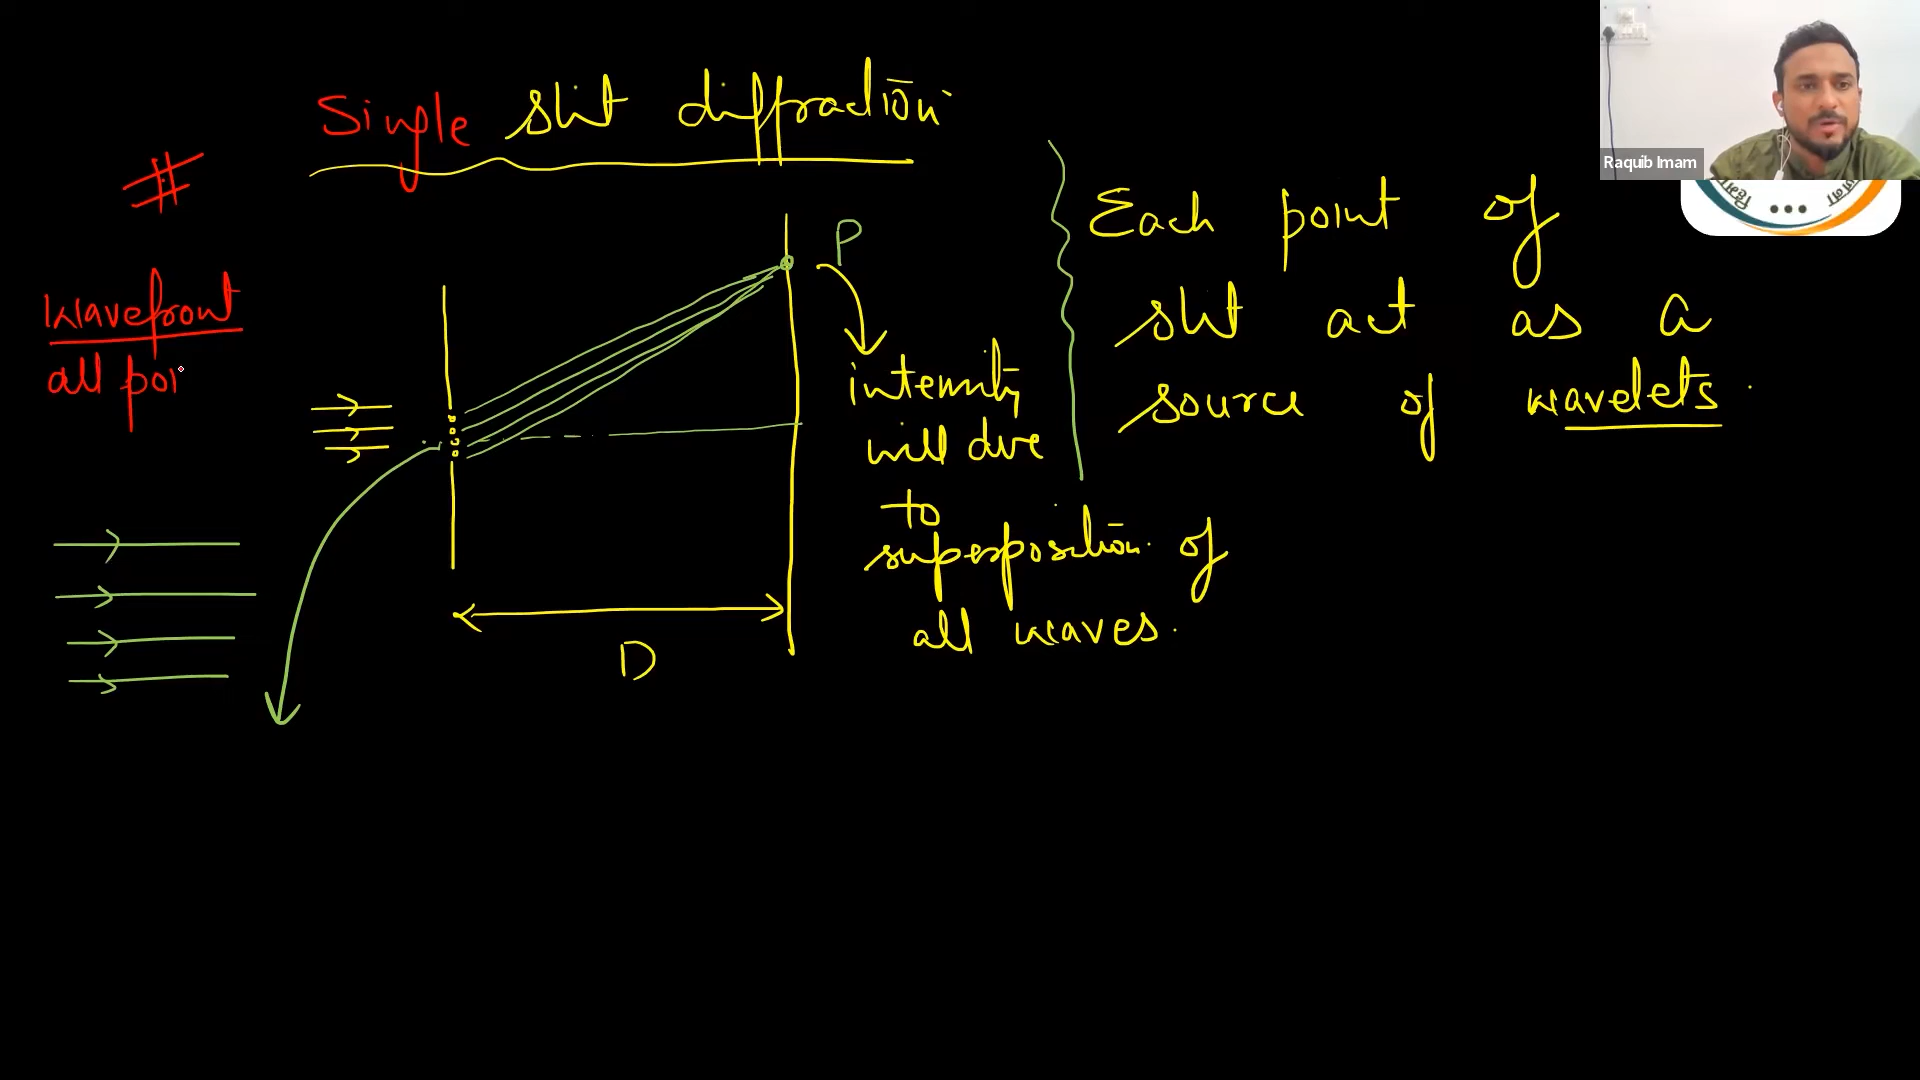 Single slit diffraction
#
Wavefront
all poi
P
intensity
will due
to
superposition of
all waves.
D
Each point of
slit act as a
source of wavelets.
Raquib Imam